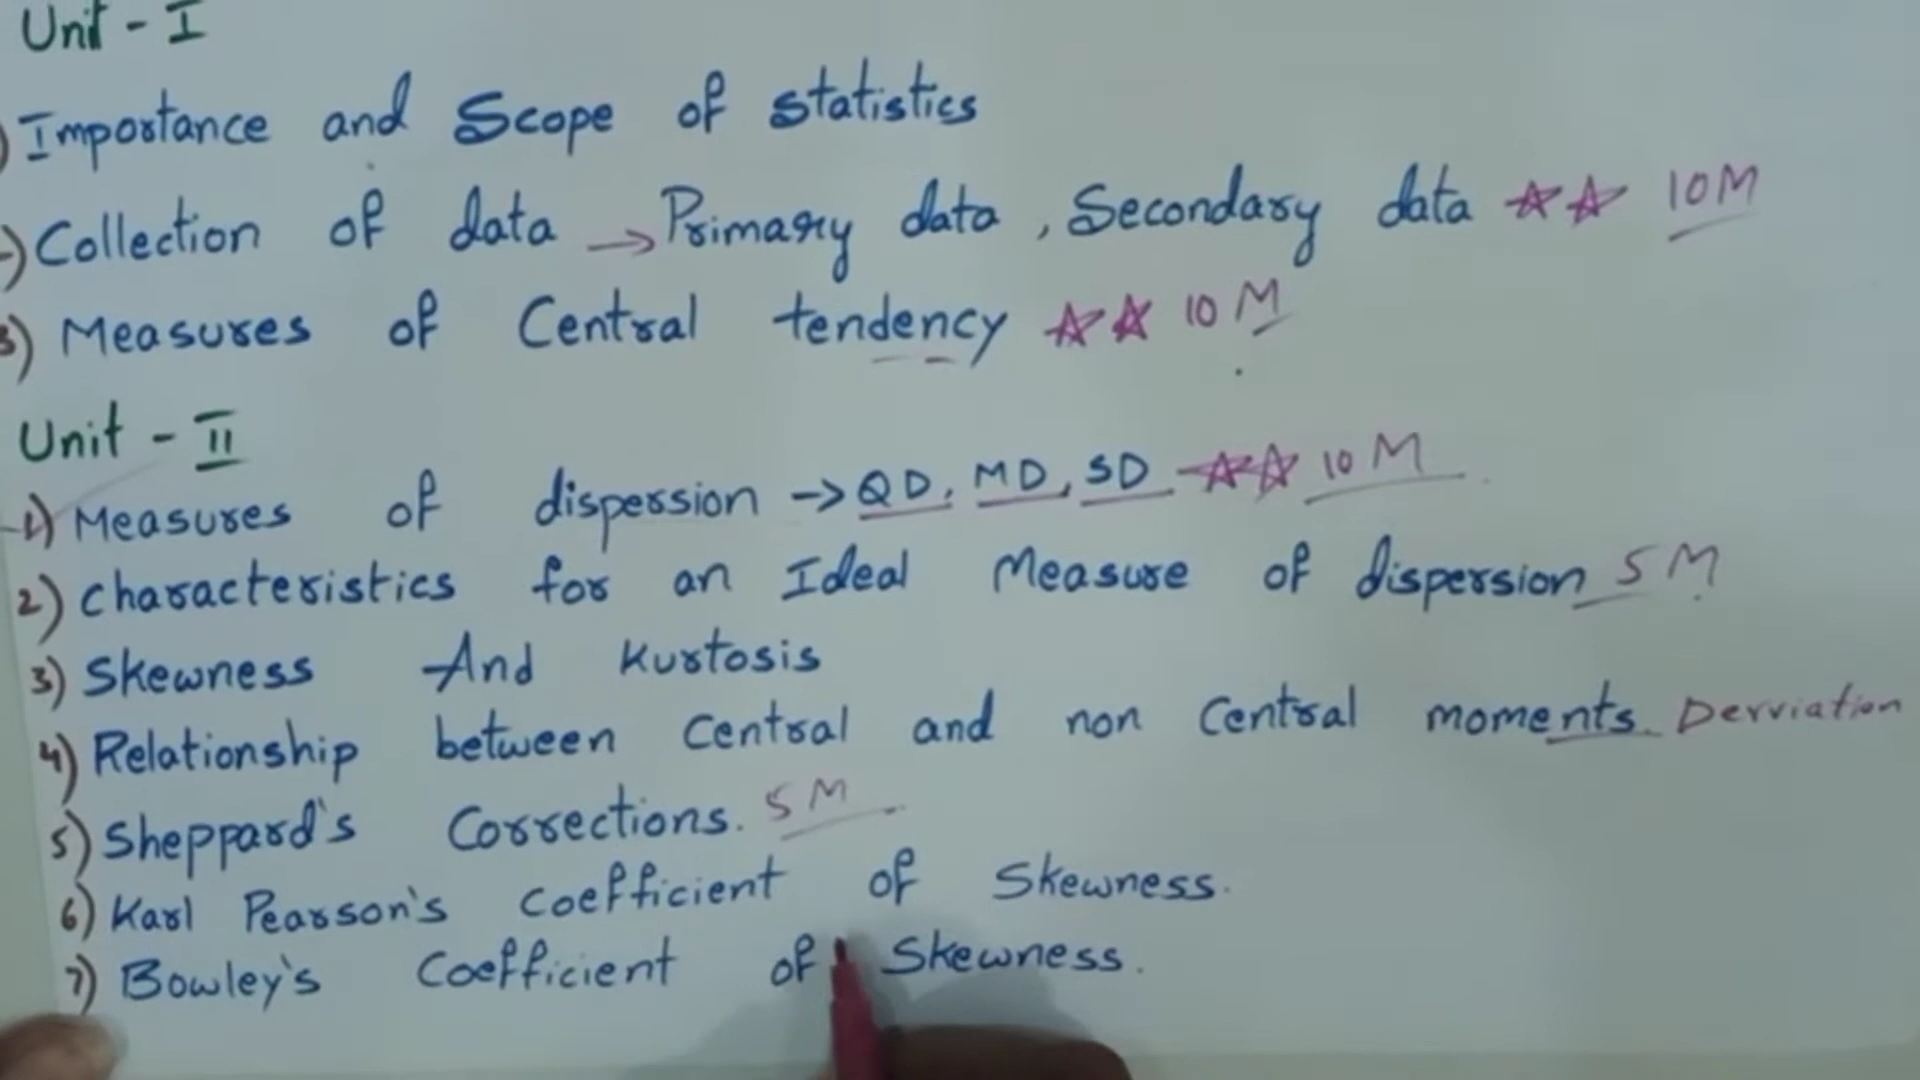 Unit - I
) Importance and Scope of statistics
) Collection of data → Primary data , Secondary data ☆☆ 10M
3) Measures of Central tendency ☆☆ 10 M
Unit - II
1) Measures of dispersion -> QD, MD, SD ☆☆ 10 M
2) characteristics for an Ideal Measure of dispersion 5 M
3) Skewness And kurtosis
4) Relationship between Central and non Central moments. Derviation
5) Sheppard's Corrections. 5 M
6) Karl Pearson's Coefficient of Skewness.
7) Bowley's Coefficient of Skewness.